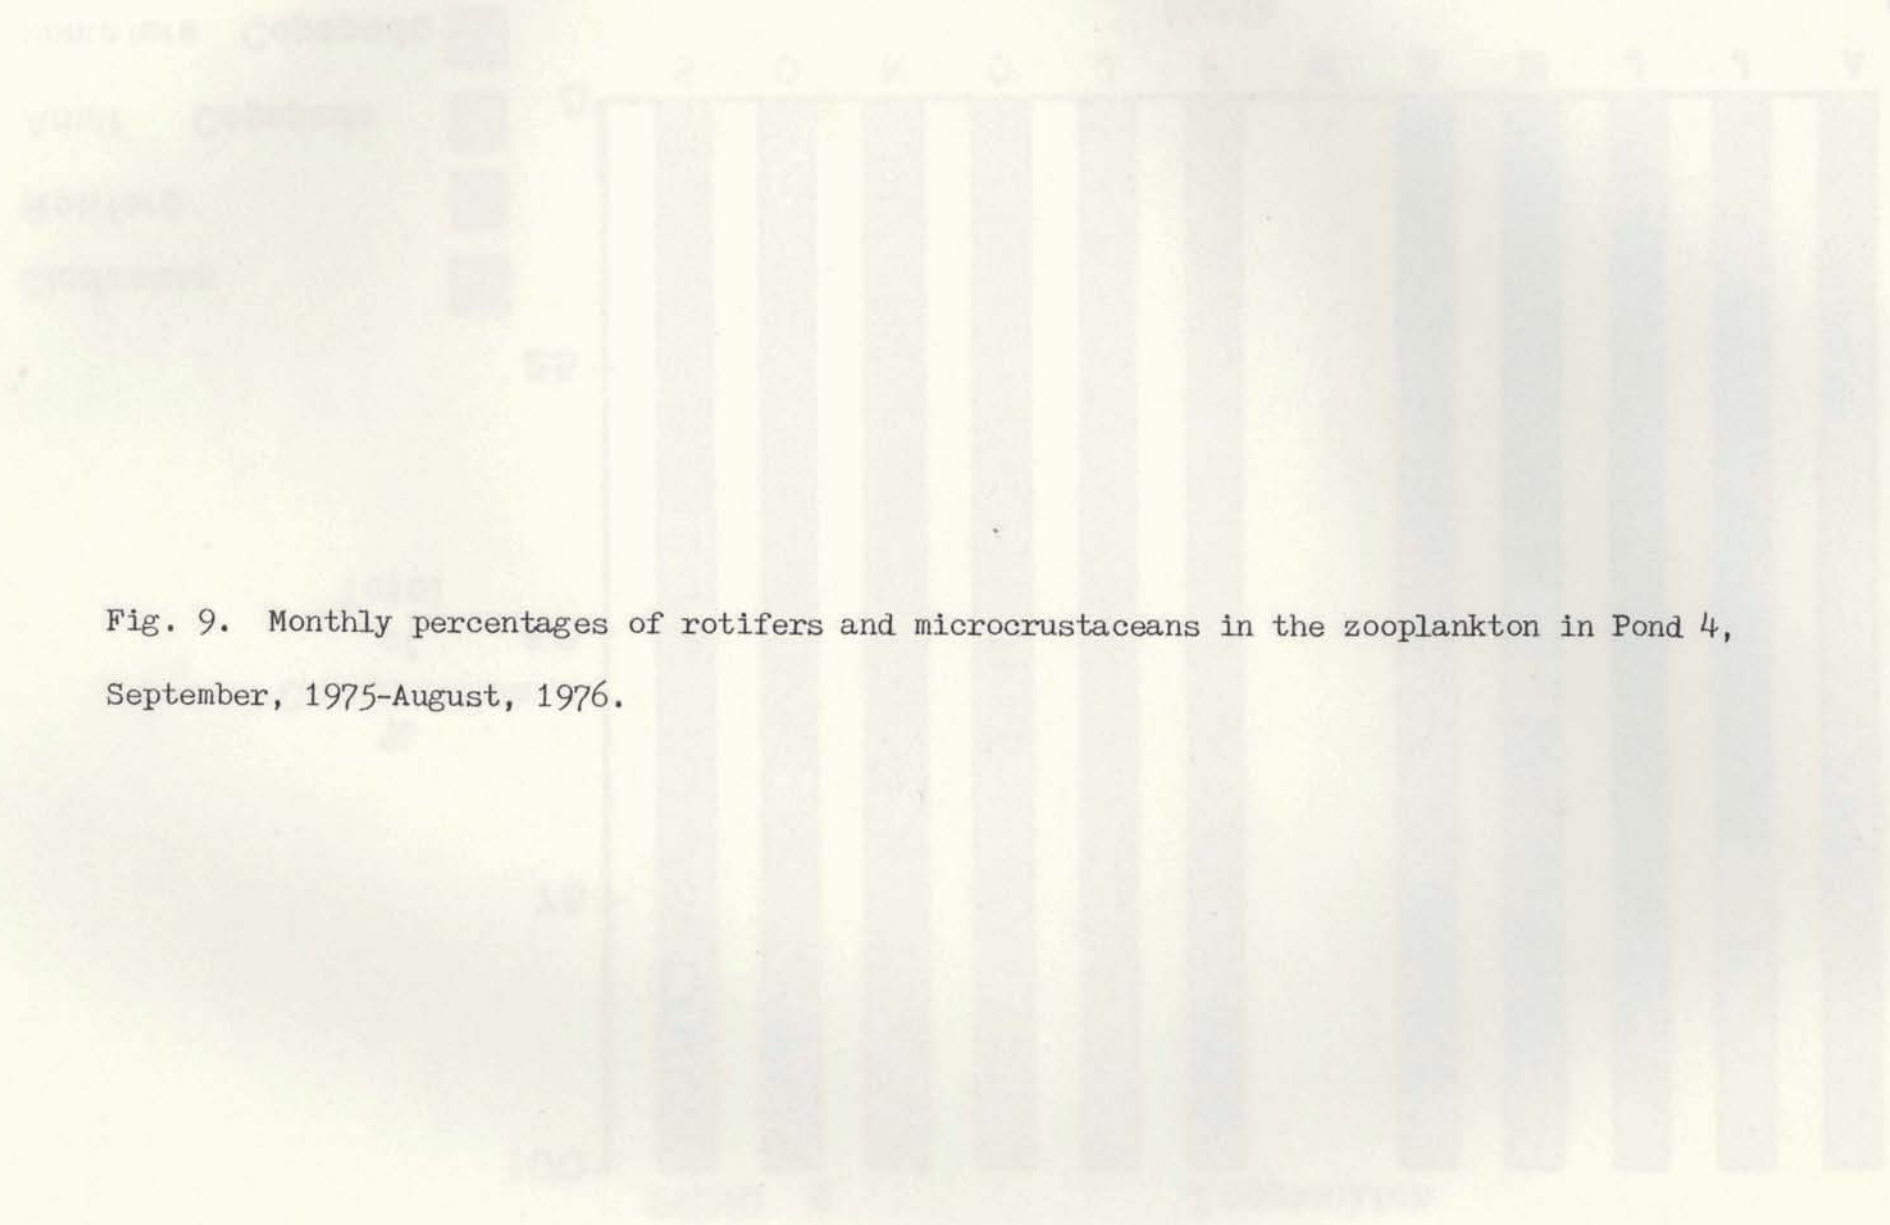 Fig. 9. Monthly percentages of rotifers and microcrustaceans in the zooplankton in Pond 4,
September, 1975-August, 1976.